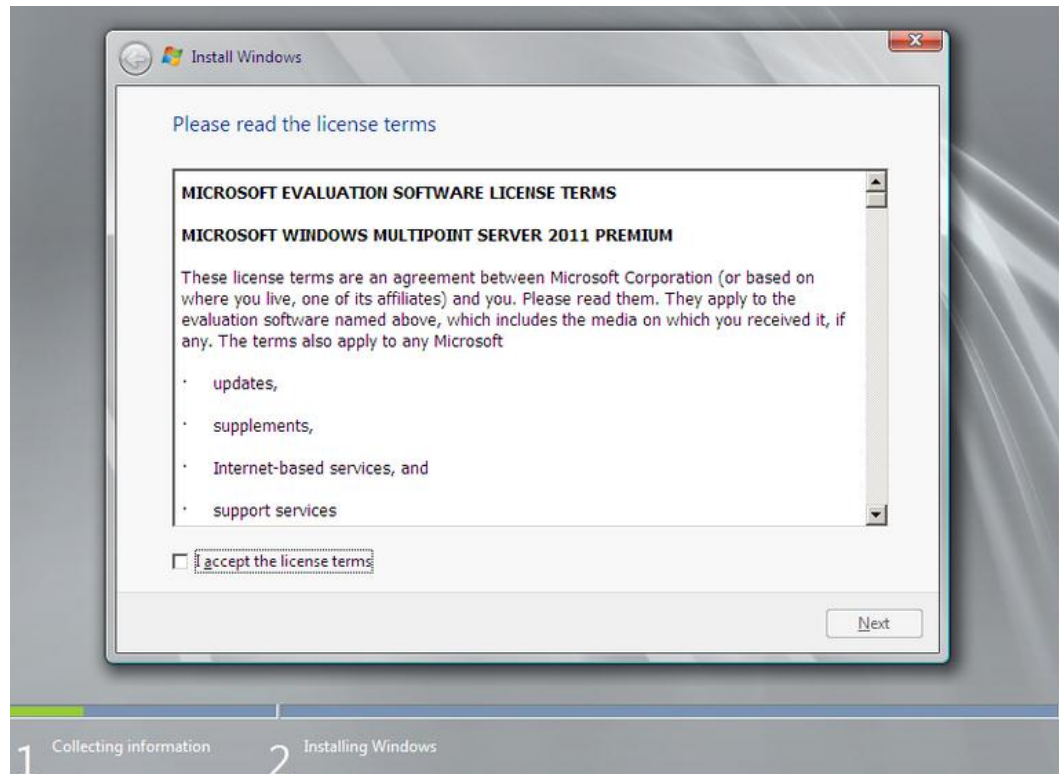 Install Windows
Please read the license terms
MICROSOFT EVALUATION SOFTWARE LICENSE TERMS
MICROSOFT WINDOWS MULTIPOINT SERVER 2011 PREMIUM
These license terms are an agreement between Microsoft Corporation (or based on
where you live, one of its affiliates) and you. Please read them. They apply to the
evaluation software named above, which includes the media on which you received it, if
any. The terms also apply to any Microsoft
· updates,
· supplements,
· Internet-based services, and
· support services
I accept the license terms
Next
1 Collecting information 2 Installing Windows